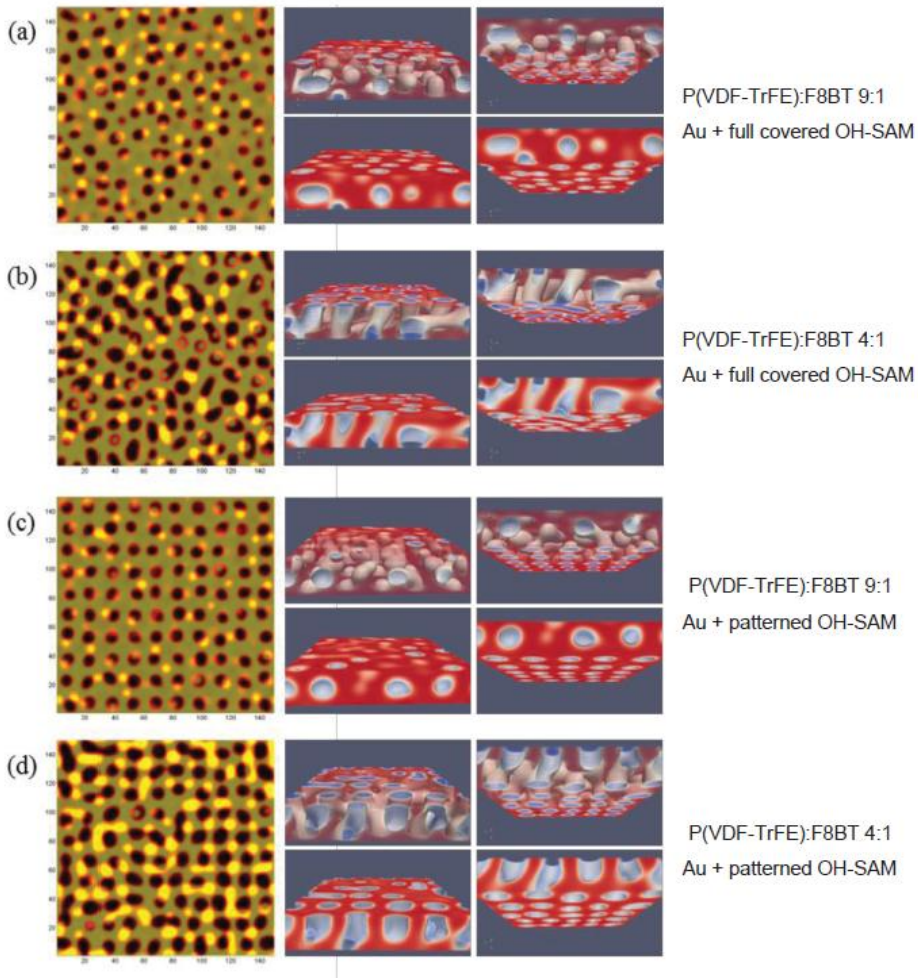 (a)
140
120
100
80
60
40
20
20 40 60 80 100 120 140
P(VDF-TrFE):F8BT 9:1
Au + full covered OH-SAM
(b)
140
120
100
80
60
40
20
20 40 60 80 100 120 140
P(VDF-TrFE):F8BT 4:1
Au + full covered OH-SAM
(c)
140
120
100
80
60
40
20
20 40 60 80 100 120 140
P(VDF-TrFE):F8BT 9:1
Au + patterned OH-SAM
(d)
140
120
100
80
60
40
20
20 40 60 80 100 120 140
P(VDF-TrFE):F8BT 4:1
Au + patterned OH-SAM